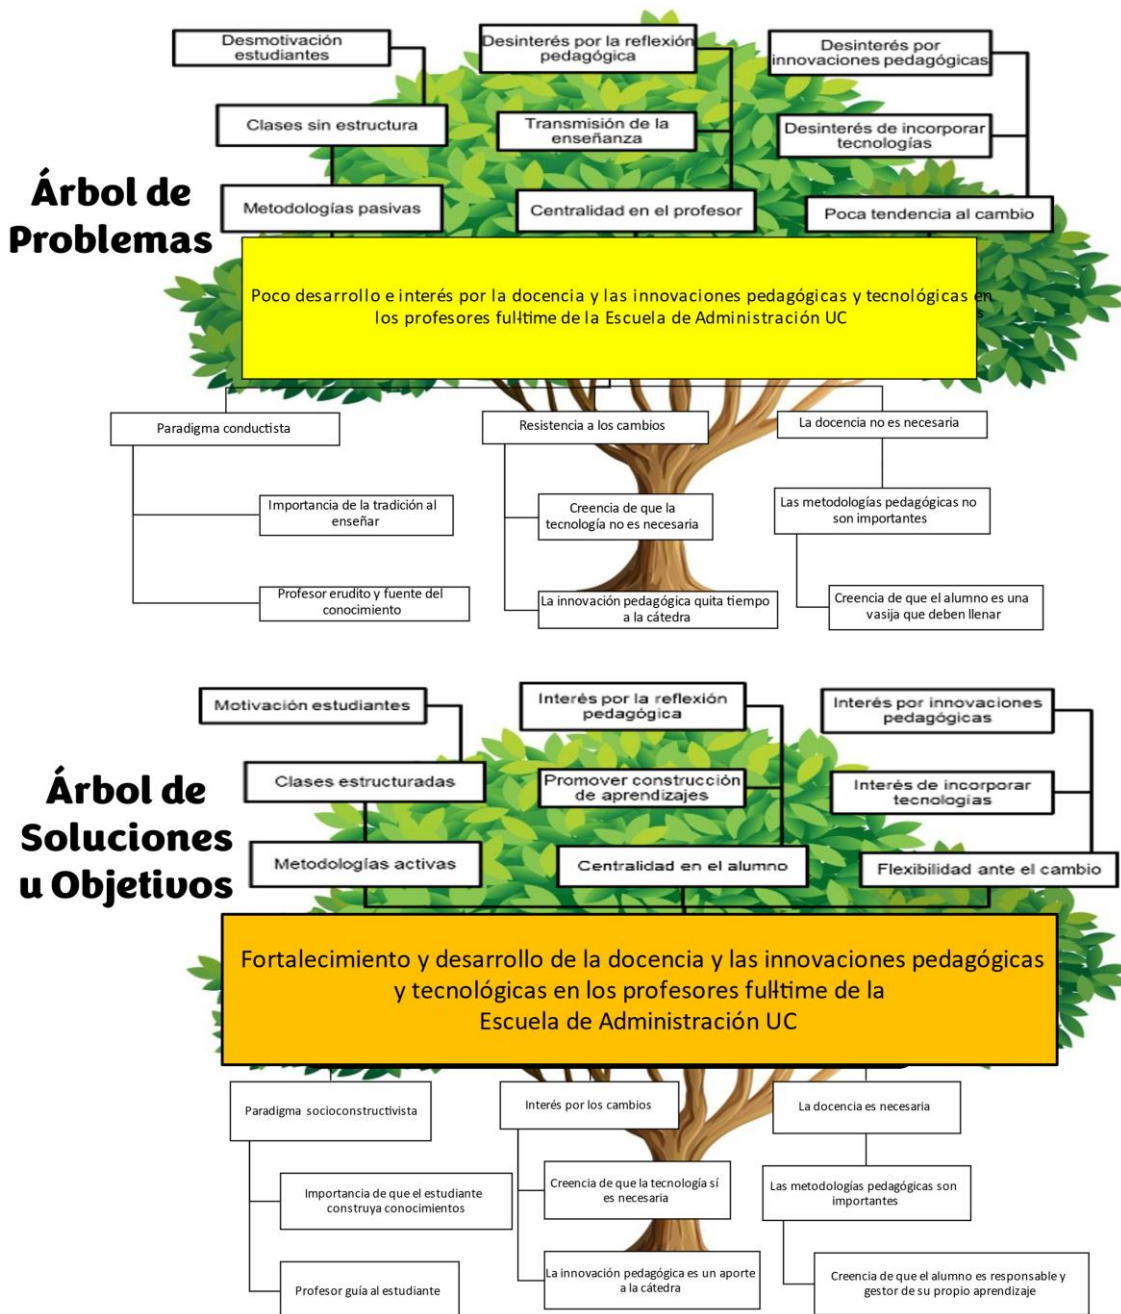 Desmotivación
estudiantes
Desinterés por la reflexión
pedagógica
Desinterés por
innovaciones pedagógicas
Clases sin estructura
Transmisión de la
enseñanza
Desinterés de incorporar
tecnologías
Árbol de
Problemas
Metodologías pasivas
Centralidad en el profesor
Poca tendencia al cambio
Poco desarrollo e interés por la docencia y las innovaciones pedagógicas y tecnológicas en
los profesores full-time de la Escuela de Administración UC
s
Paradigma conductista
Resistencia a los cambios
La docencia no es necesaria
Importancia de la tradición al
enseñar
Creencia de que la
tecnología no es necesaria
Las metodologías pedagógicas no
son importantes
Profesor erudito y fuente del
conocimiento
La innovación pedagógica quita tiempo
a la cátedra
Creencia de que el alumno es una
vasija que deben llenar
Motivación estudiantes
Interés por la reflexión
pedagógica
Interés por innovaciones
pedagógicas
Árbol de
Soluciones
u Objetivos
Clases estructuradas
Promover construcción
de aprendizajes
Interés de incorporar
tecnologías
Metodologías activas
Centralidad en el alumno
Flexibilidad ante el cambio
Fortalecimiento y desarrollo de la docencia y las innovaciones pedagógicas
y tecnológicas en los profesores full-time de la
Escuela de Administración UC
Paradigma socioconstructivista
Interés por los cambios
La docencia es necesaria
Importancia de que el estudiante
construya conocimientos
Creencia de que la tecnología sí
es necesaria
Las metodologías pedagógicas son
importantes
Profesor guía al estudiante
La innovación pedagógica es un aporte
a la cátedra
Creencia de que el alumno es responsable y
gestor de su propio aprendizaje